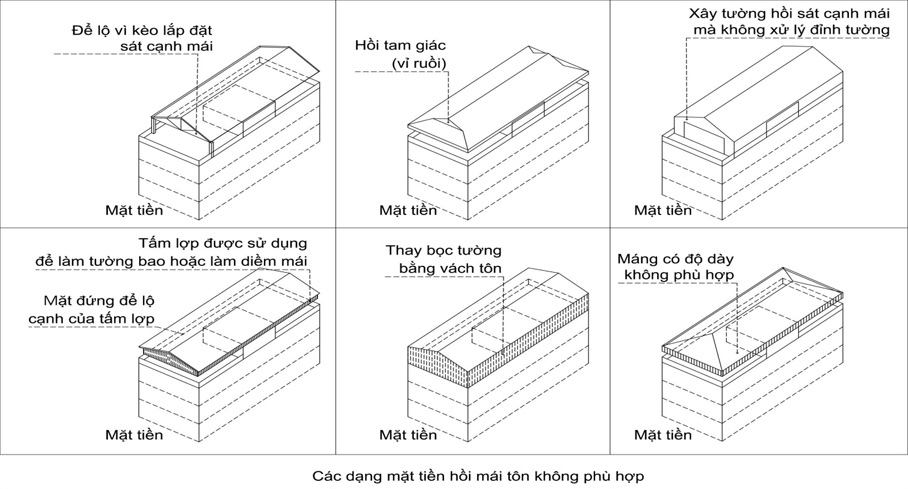 Để lộ vì kèo lắp đặt
sát cạnh mái
Mặt tiền
Hồi tam giác
(vỉ ruồi)
Mặt tiền
Xây tường hồi sát cạnh mái
mà không xử lý đỉnh tường
Mặt tiền
Tấm lợp được sử dụng
để làm tường bao hoặc làm diềm mái
Mặt đứng để lộ
cạnh của tấm lợp
Mặt tiền
Thay bọc tường
bằng vách tôn
Mặt tiền
Máng có độ dày
không phù hợp
Mặt tiền
Các dạng mặt tiền hồi mái tôn không phù hợp